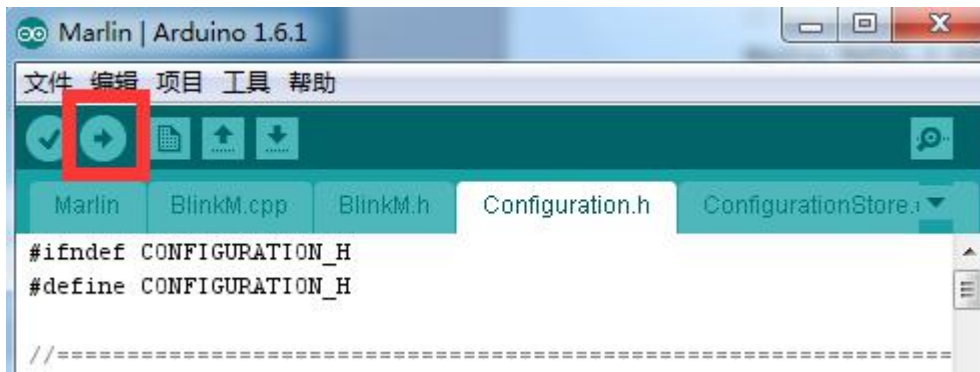 Marlin | Arduino 1.6.1
文件 编辑 项目 工具 帮助
Marlin BlinkM.cpp BlinkM.h Configuration.h ConfigurationStore.
#ifndef CONFIGURATION_H
#define CONFIGURATION_H
//================================================================